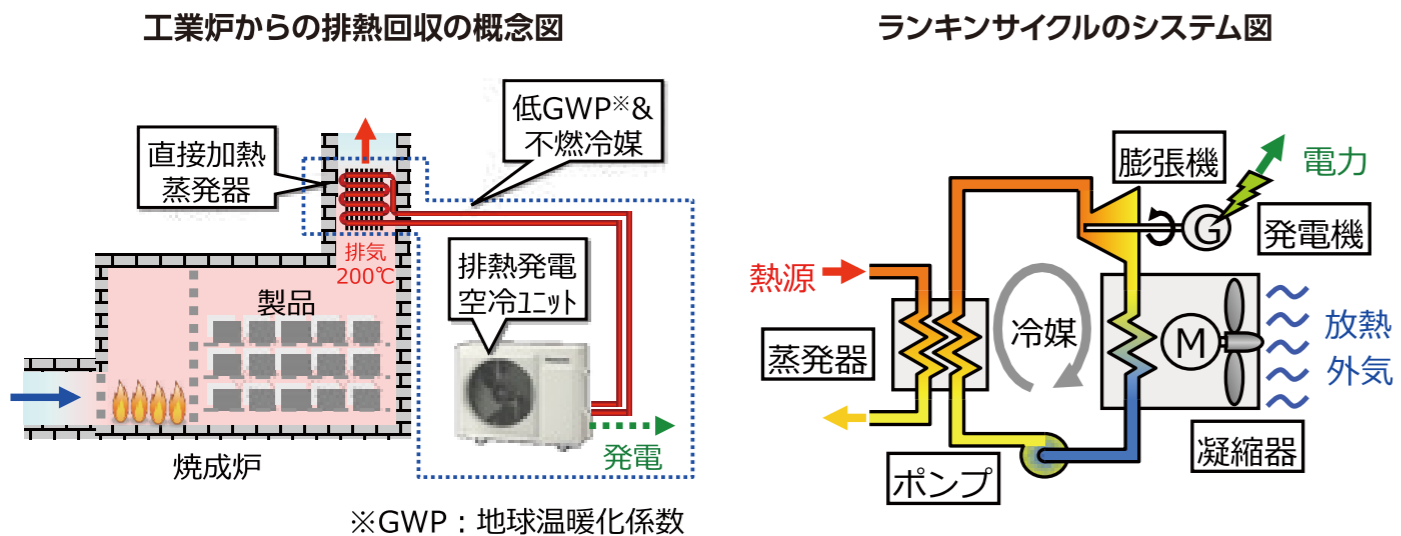 工業炉からの排熱回収の概念図
直接加熱
蒸発器
低GWP※&
不燃冷媒
排気
200℃
製品
排熱発電
空冷ﾕﾆｯﾄ
発電
焼成炉
※GWP：地球温暖化係数
ランキンサイクルのシステム図
膨張機
電力
G
発電機
熱源
蒸発器
冷媒
M
放熱
外気
凝縮器
ポンプ